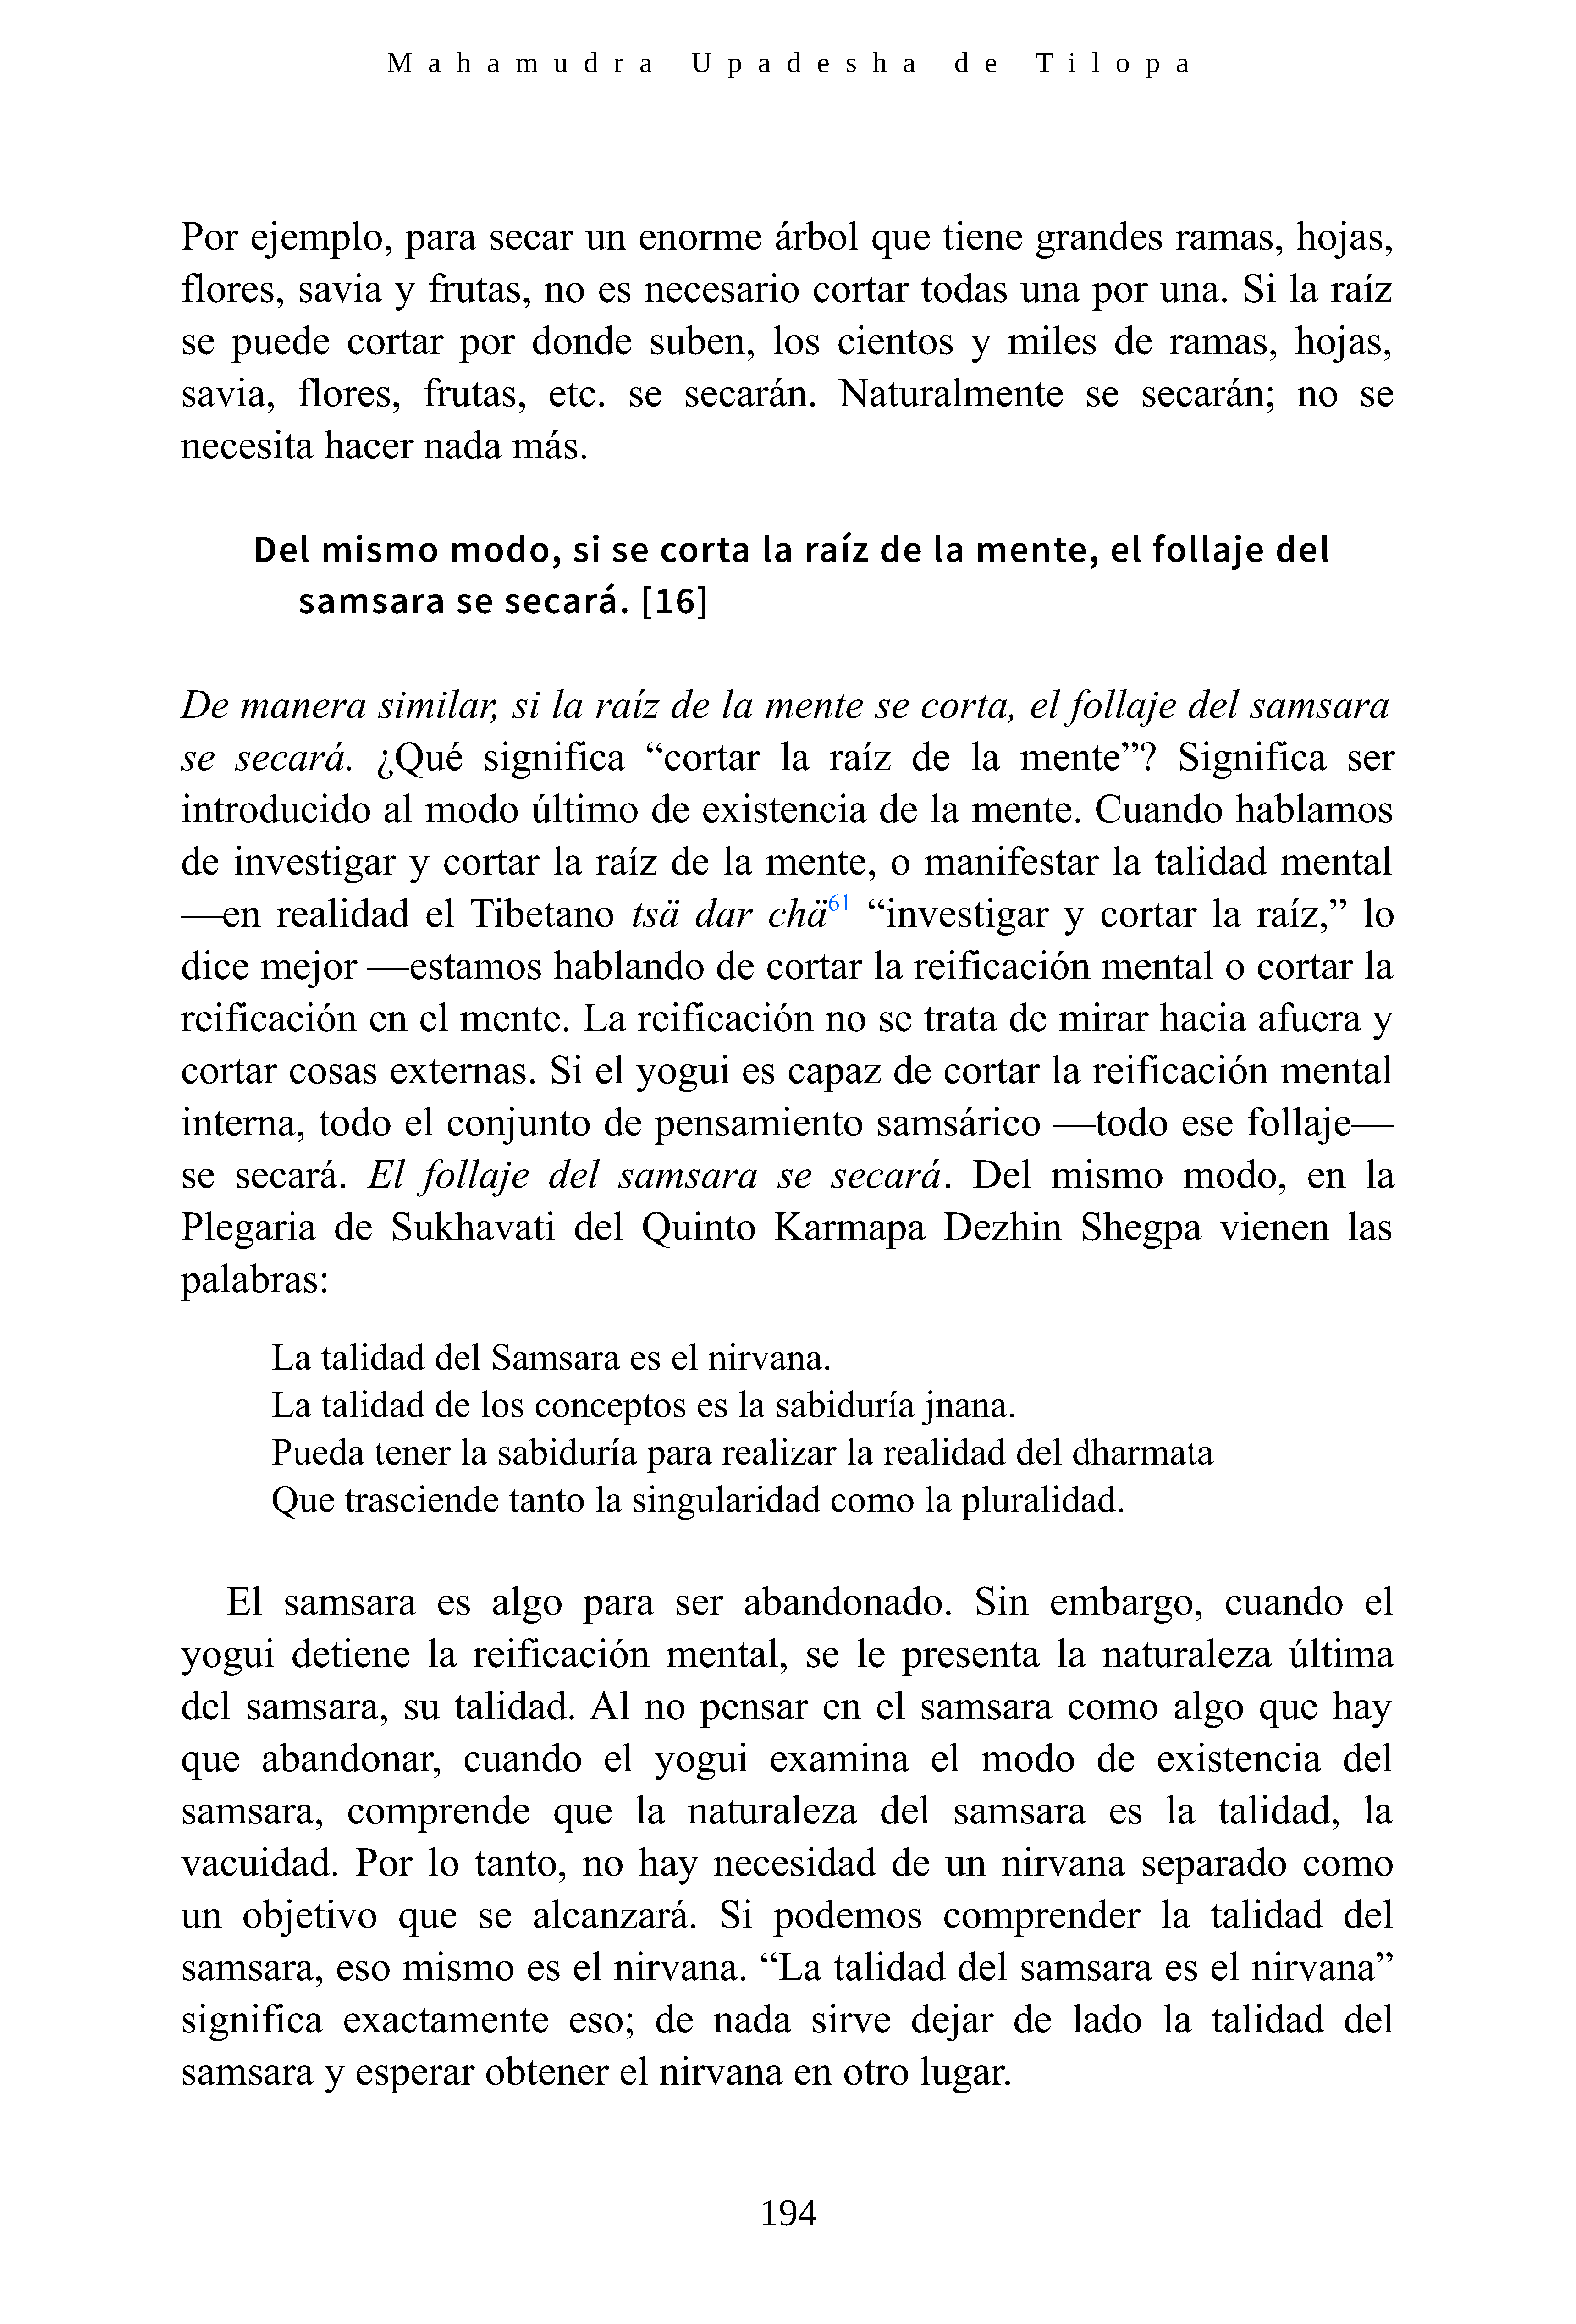 Mahamudra Upadesha de Tilopa
Por ejemplo, para secar un enorme árbol que tiene grandes ramas, hojas,
flores, savia y frutas, no es necesario cortar todas una por una. Si la raíz
se puede cortar por donde suben, los cientos y miles de ramas, hojas,
savia, flores, frutas, etc. se secarán. Naturalmente se secarán; no se
necesita hacer nada más.
Del mismo modo, si se corta la raíz de la mente, el follaje del
samsara se secará. [16]
De manera similar, si la raíz de la mente se corta, el follaje del samsara
se secará. ¿Qué significa “cortar la raíz de la mente”? Significa ser
introducido al modo último de existencia de la mente. Cuando hablamos
de investigar y cortar la raíz de la mente, o manifestar la talidad mental
—en realidad el Tibetano tsä dar chä61 “investigar y cortar la raíz,” lo
dice mejor —estamos hablando de cortar la reificación mental o cortar la
reificación en el mente. La reificación no se trata de mirar hacia afuera y
cortar cosas externas. Si el yogui es capaz de cortar la reificación mental
interna, todo el conjunto de pensamiento samsárico —todo ese follaje—
se secará. El follaje del samsara se secará. Del mismo modo, en la
Plegaria de Sukhavati del Quinto Karmapa Dezhin Shegpa vienen las
palabras:
La talidad del Samsara es el nirvana.
La talidad de los conceptos es la sabiduría jnana.
Pueda tener la sabiduría para realizar la realidad del dharmata
Que trasciende tanto la singularidad como la pluralidad.
El samsara es algo para ser abandonado. Sin embargo, cuando el
yogui detiene la reificación mental, se le presenta la naturaleza última
del samsara, su talidad. Al no pensar en el samsara como algo que hay
que abandonar, cuando el yogui examina el modo de existencia del
samsara, comprende que la naturaleza del samsara es la talidad, la
vacuidad. Por lo tanto, no hay necesidad de un nirvana separado como
un objetivo que se alcanzará. Si podemos comprender la talidad del
samsara, eso mismo es el nirvana. “La talidad del samsara es el nirvana”
significa exactamente eso; de nada sirve dejar de lado la talidad del
samsara y esperar obtener el nirvana en otro lugar.
194